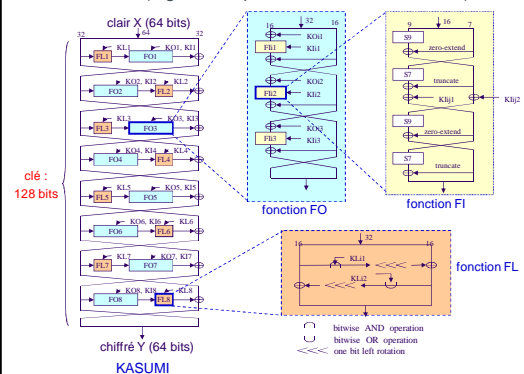 clair X (64 bits)
32 64 32
KL1 KO1, KI1
FL1 FO1
KO2, KI2 KL2
FO2 FL2
KL3 KO3, KI3
FL3 FO3
KO4, KI4 KL4
FO4 FL4
KL5 KO5, KI5
FL5 FO5
KO6, KI6 KL6
FO6 FL6
KL7 KO7, KI7
FL7 FO7
KO8, KI8 KL8
FO8 FL8
clé :
128 bits
chiffré Y (64 bits)
KASUMI
16 32 16
KOi1
FIi1 KIi1
KOi2
FIi2 KIi2
KOi3
FIi3 KIi3
fonction FO
9 16 7
S9
zero-extend
S7
truncate
KIij1 KIij2
S9
zero-extend
S7
truncate
fonction FI
16 32 16
KLi1
KLi2
fonction FL
bitwise AND operation
bitwise OR operation
one bit left rotation